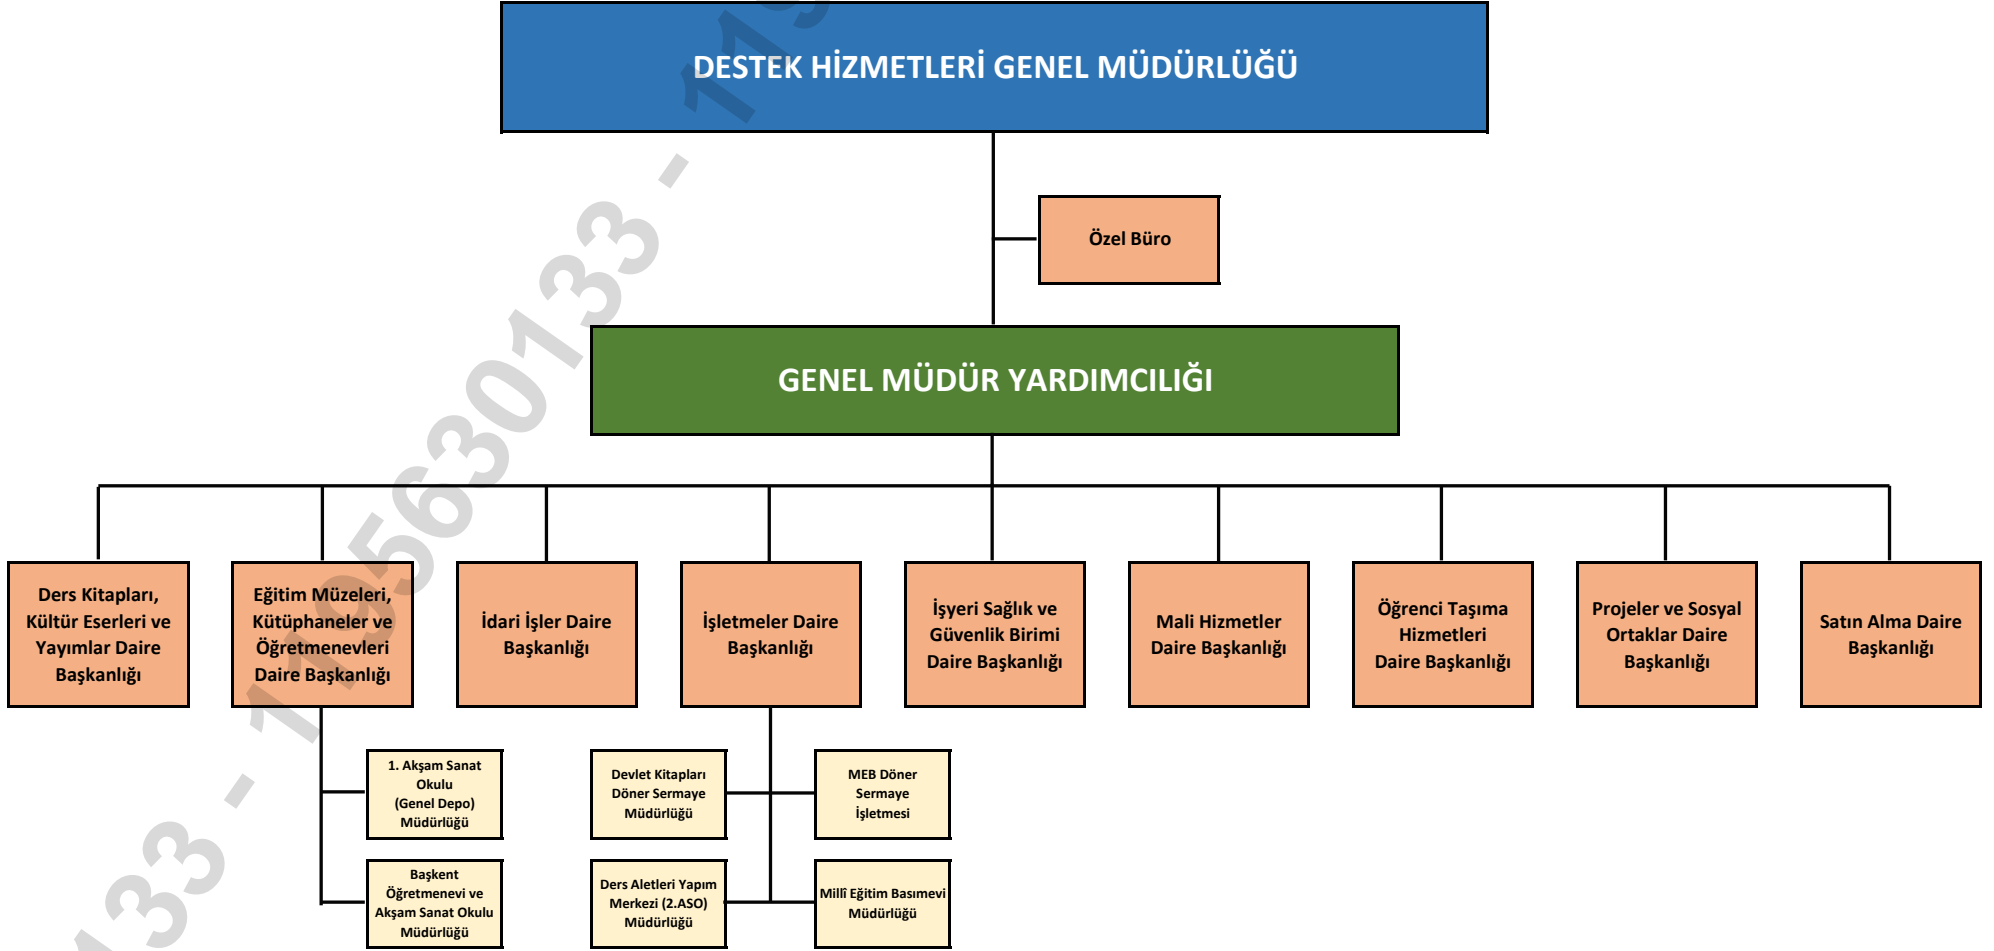 DESTEK HİZMETLERİ GENEL MÜDÜRLÜĞÜ
Özel Büro
GENEL MÜDÜR YARDIMCILIĞI
Ders Kitapları,
Kültür Eserleri ve
Yayımlar Daire
Başkanlığı
Eğitim Müzeleri,
Kütüphaneler ve
Öğretmenevleri
Daire Başkanlığı
İdari İşler Daire
Başkanlığı
İşletmeler Daire
Başkanlığı
İşyeri Sağlık ve
Güvenlik Birimi
Daire Başkanlığı
Mali Hizmetler
Daire Başkanlığı
Öğrenci Taşıma
Hizmetleri
Daire Başkanlığı
Projeler ve Sosyal
Ortaklar Daire
Başkanlığı
Satın Alma Daire
Başkanlığı
1. Akşam Sanat
Okulu
(Genel Depo)
Müdürlüğü
Devlet Kitapları
Döner Sermaye
Müdürlüğü
MEB Döner
Sermaye
İşletmesi
Başkent
Öğretmenevi ve
Akşam Sanat Okulu
Müdürlüğü
Ders Aletleri Yapım
Merkezi (2.ASO)
Müdürlüğü
Millî Eğitim Basımevi
Müdürlüğü
133 - 1195630133 - 119